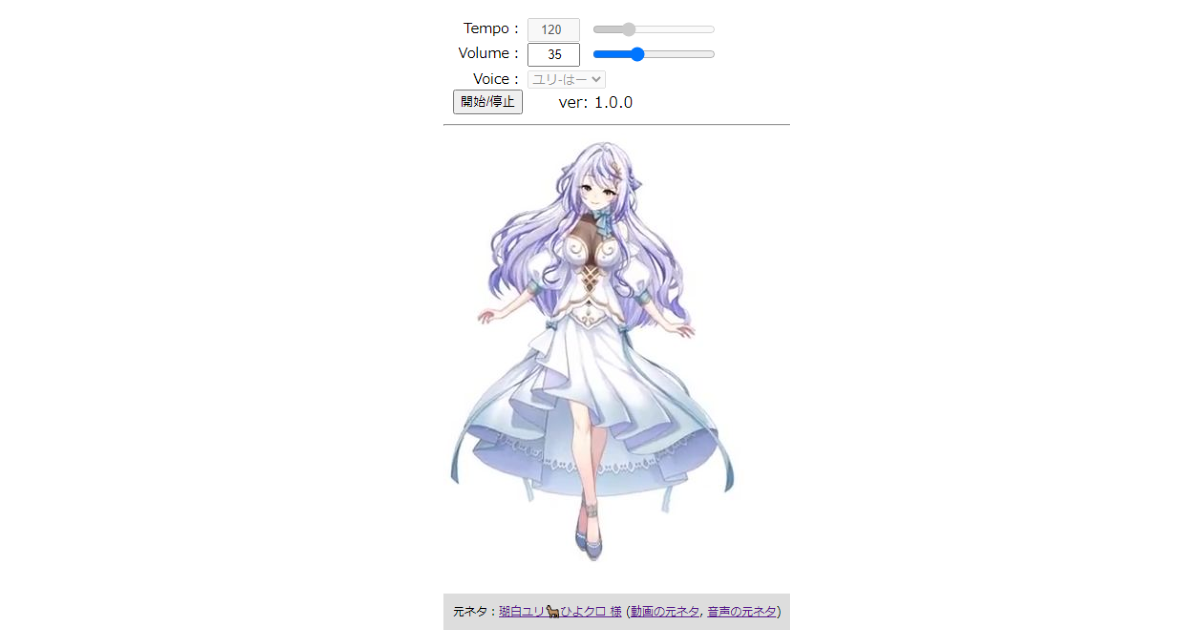 Tempo : 120
Volume : 35
Voice : ユリ-はー
開始/停止 ver: 1.0.0
元ネタ : 瑚白ユリ🐎ひよクロ 様 (動画の元ネタ, 音声の元ネタ)